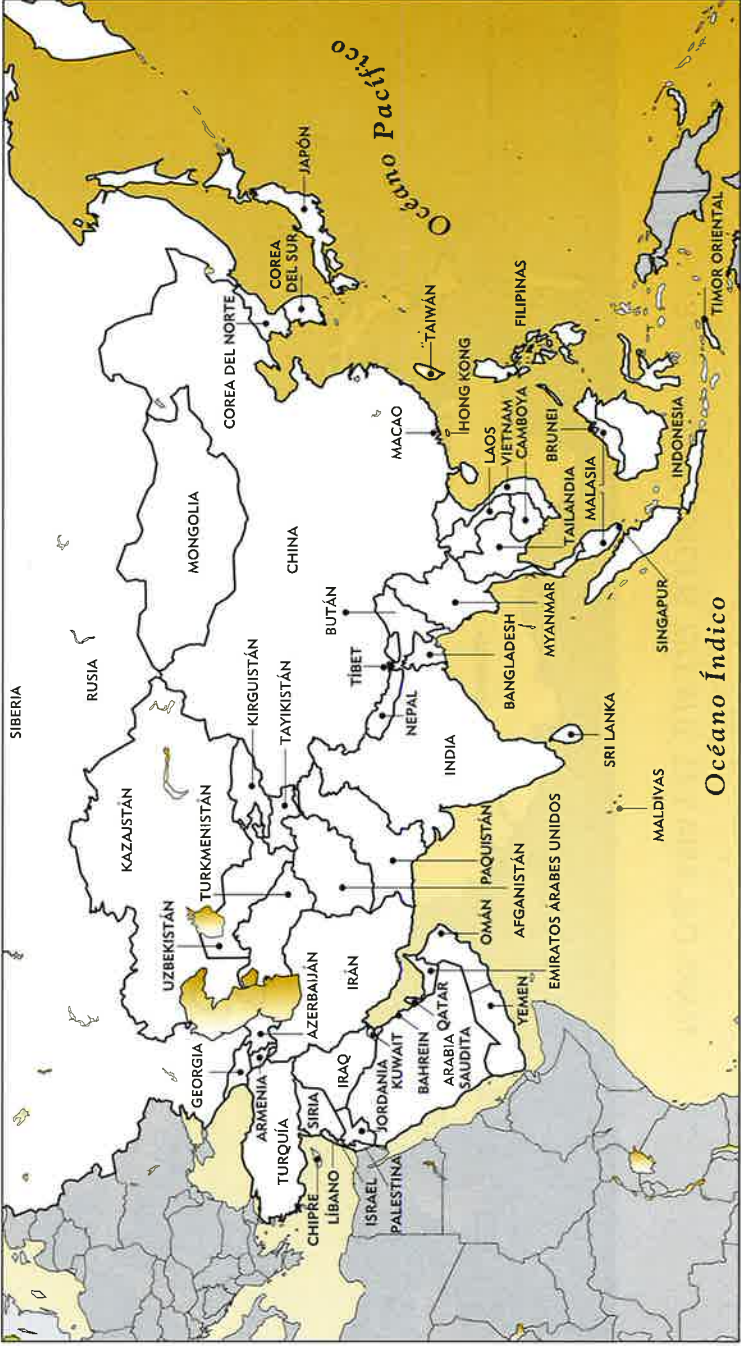 SIBERIA
RUSIA
KAZAJSTÁN
MONGOLIA
UZBEKISTÁN
TURKMENISTÁN
KIRGUISTÁN
TAYIKISTÁN
CHINA
COREA DEL NORTE
COREA
DEL SUR
JAPÓN
Océano Pacífico
GEORGIA
ARMENIA
AZERBAIJÁN
TURQUÍA
SIRIA
IRAQ
IRÁN
CHIPRE
LÍBANO
ISRAEL
PALESTINA
JORDANIA
KUWAIT
BAHREIN
QATAR
ARABIA
SAUDITA
YEMEN
OMÁN
EMIRATOS ÁRABES UNIDOS
AFGANISTÁN
PAQUISTÁN
INDIA
NEPAL
TÍBET
BUTÁN
BANGLADESH
MYANMAR
MACAO
HONG KONG
TAIWÁN
LAOS
VIETNAM
CAMBOYA
TAILANDIA
FILIPINAS
BRUNEI
MALASIA
SINGAPUR
INDONESIA
TIMOR ORIENTAL
SRI LANKA
MALDIVAS
Océano Índico